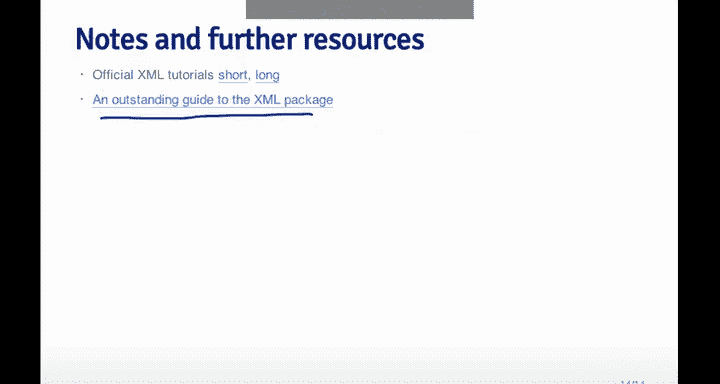 Notes and further resources
· Official XML tutorials short, long
· An outstanding guide to the XML package